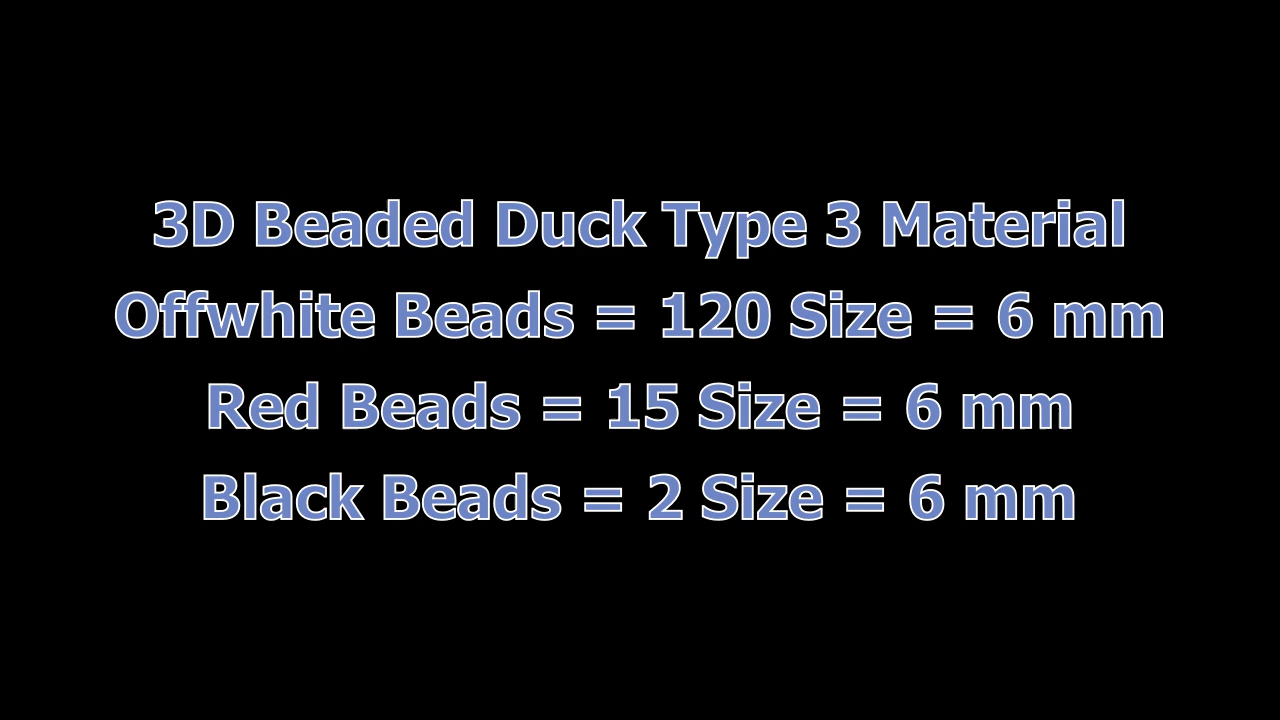 3D Beaded Duck Type 3 Material
Offwhite Beads = 120 Size = 6 mm
Red Beads = 15 Size = 6 mm
Black Beads = 2 Size = 6 mm